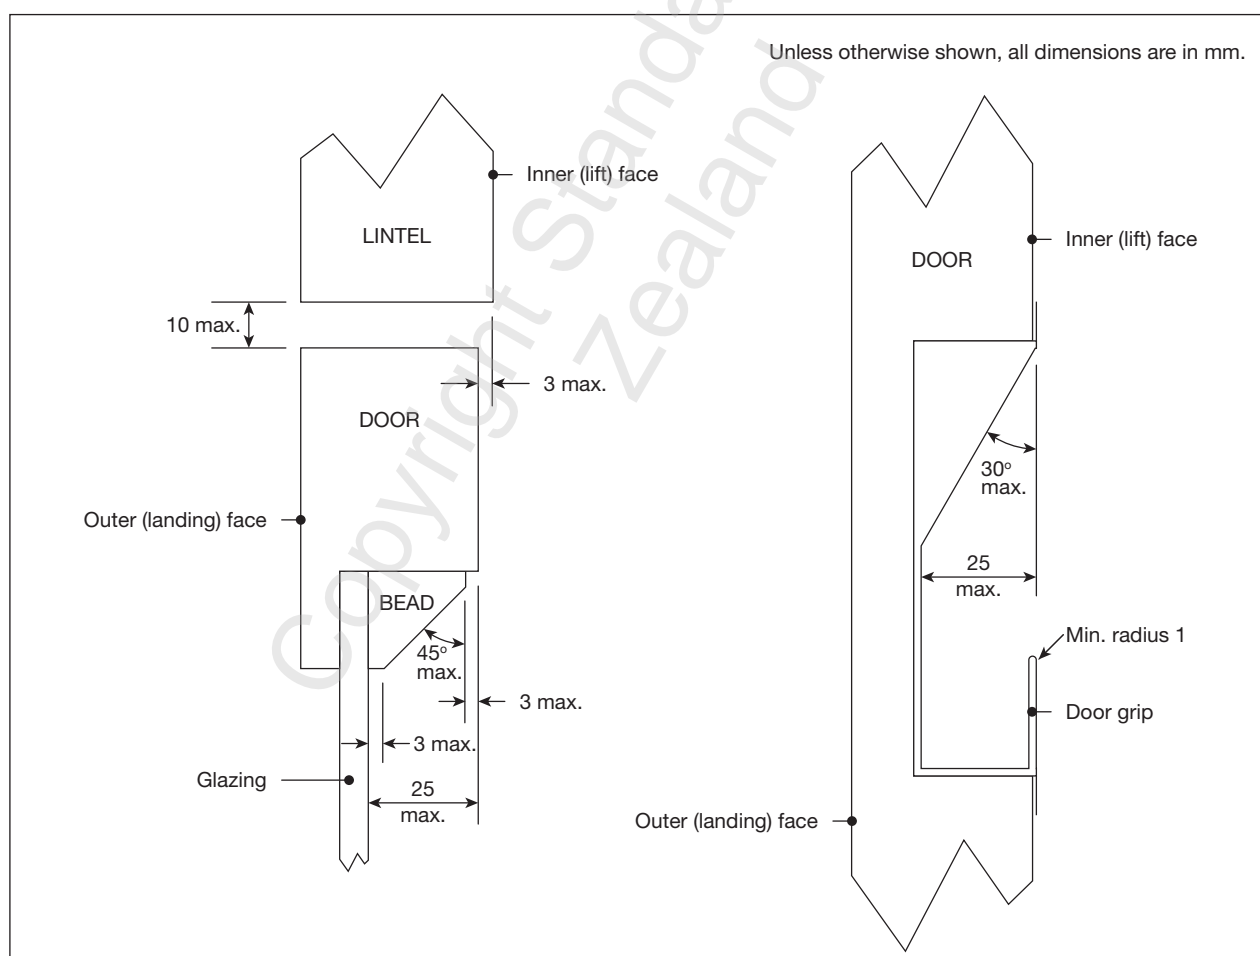 Unless otherwise shown, all dimensions are in mm.
Inner (lift) face
LINTEL
10 max.
3 max.
DOOR
Outer (landing) face
BEAD
45°
max.
3 max.
3 max.
Glazing
25
max.
Inner (lift) face
DOOR
30°
max.
25
max.
Min. radius 1
Door grip
Outer (landing) face
Copyright Standa
Zealand